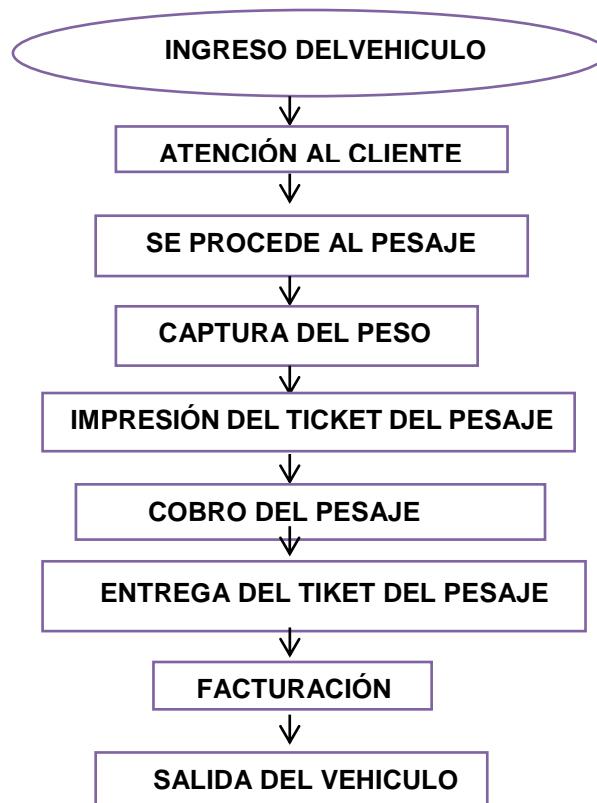 INGRESO DELVEHICULO
ATENCIÓN AL CLIENTE
SE PROCEDE AL PESAJE
CAPTURA DEL PESO
IMPRESIÓN DEL TICKET DEL PESAJE
COBRO DEL PESAJE
ENTREGA DEL TIKET DEL PESAJE
FACTURACIÓN
SALIDA DEL VEHICULO